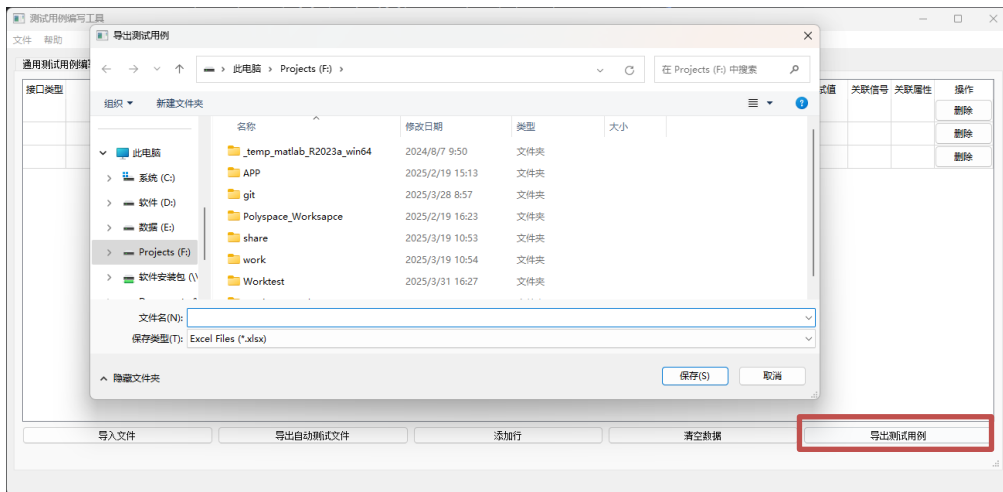 测试用例编写工具
文件 帮助
通用测试用例编
接口类型 试值 关联信号 关联属性 操作
删除
删除
删除
导出测试用例
此电脑 › Projects (F:) ›
在 Projects (F:) 中搜索
组织 新建文件夹
名称 修改日期 类型 大小
此电脑
系统 (C:)
软件 (D:)
数据 (E:)
Projects (F:)
软件安装包 (\\
_temp_matlab_R2023a_win64 2024/8/7 9:50 文件夹
APP 2025/2/19 15:13 文件夹
git 2025/3/28 8:57 文件夹
Polyspace_Worksapce 2025/2/19 16:23 文件夹
share 2025/3/19 10:53 文件夹
work 2025/3/19 10:54 文件夹
Worktest 2025/3/31 16:27 文件夹
文件名(N):
保存类型(T): Excel Files (*.xlsx)
隐藏文件夹
保存(S) 取消
导入文件 导出自动测试文件 添加行 清空数据 导出测试用例